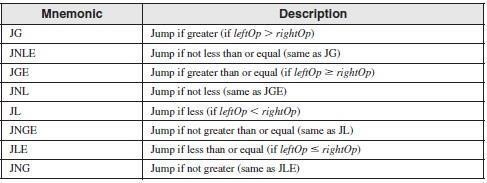 Mnemonic Description
JG Jump if greater (if leftOp > rightOp)
JNLE Jump if not less than or equal (same as JG)
JGE Jump if greater than or equal (if leftOp ≥ rightOp)
JNL Jump if not less (same as JGE)
JL Jump if less (if leftOp < rightOp)
JNGE Jump if not greater than or equal (same as JL)
JLE Jump if less than or equal (if leftOp ≤ rightOp)
JNG Jump if not greater (same as JLE)